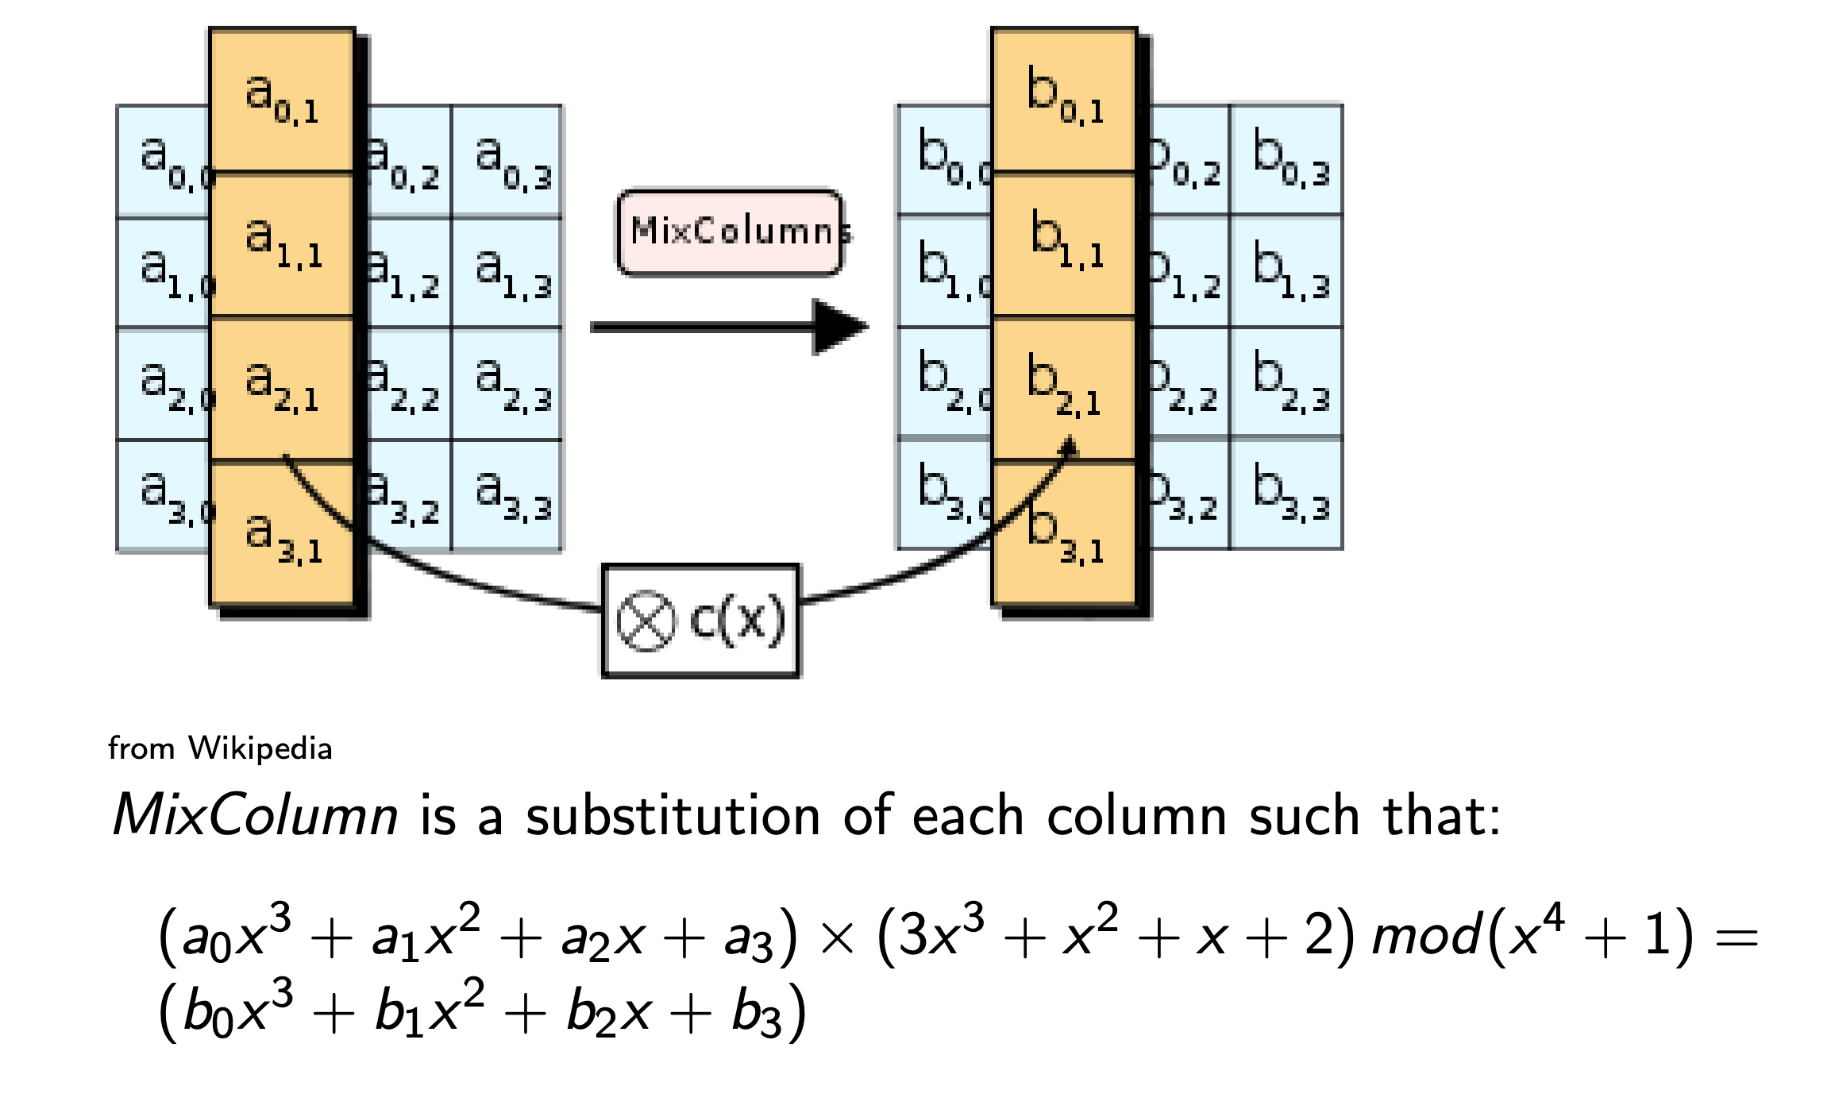 a0,1 b0,1
a0,0 a0,2 a0,3 b0,0 b0,2 b0,3
a1,1 MixColumns b1,1
a1,0 a1,2 a1,3 b1,0 b1,2 b1,3
a2,0 a2,1 a2,2 a2,3 b2,0 b2,1 b2,2 b2,3
a3,0 a3,1 a3,2 a3,3 b3,0 b3,1 b3,2 b3,3
⊗ c(x)
from Wikipedia
MixColumn is a substitution of each column such that:
(a₀x³ + a₁x² + a₂x + a₃) × (3x³ + x² + x + 2) mod(x⁴ + 1) =
(b₀x³ + b₁x² + b₂x + b₃)